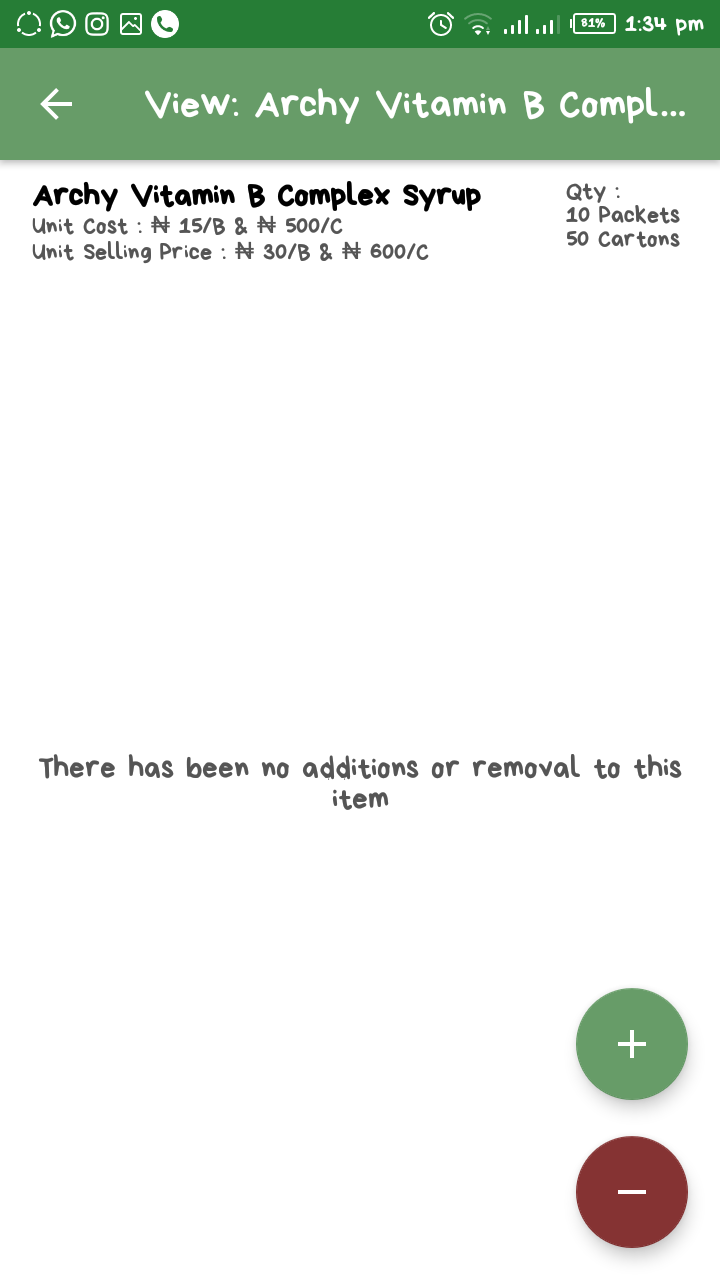 81% 1:34 pm
View: Archy Vitamin B Compl...
Archy Vitamin B Complex Syrup
Unit Cost : ₦ 15/B & ₦ 500/C
Unit Selling Price : ₦ 30/B & ₦ 600/C
Qty :
10 Packets
50 Cartons
There has been no additions or removal to this
item